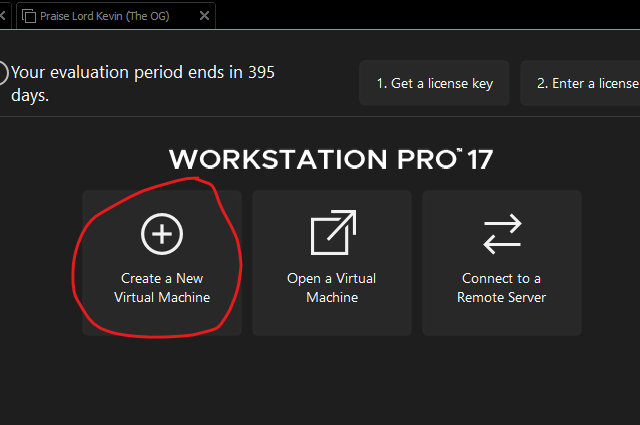 Praise Lord Kevin (The OG)
Your evaluation period ends in 395
days.
1. Get a license key
2. Enter a license
WORKSTATION PRO™ 17
Create a New
Virtual Machine
Open a Virtual
Machine
Connect to a
Remote Server